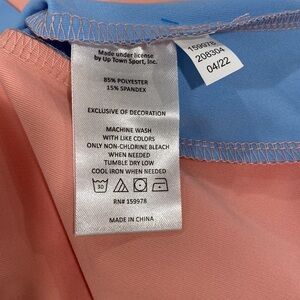 Made under license
by Up Town Sport, Inc.
85% POLYESTER
15% SPANDEX
EXCLUSIVE OF DECORATION
MACHINE WASH
WITH LIKE COLORS
ONLY NON-CHLORINE BLEACH
WHEN NEEDED
TUMBLE DRY LOW
COOL IRON WHEN NEEDED
30
RN# 159978
MADE IN CHINA
159978
208304
04/22